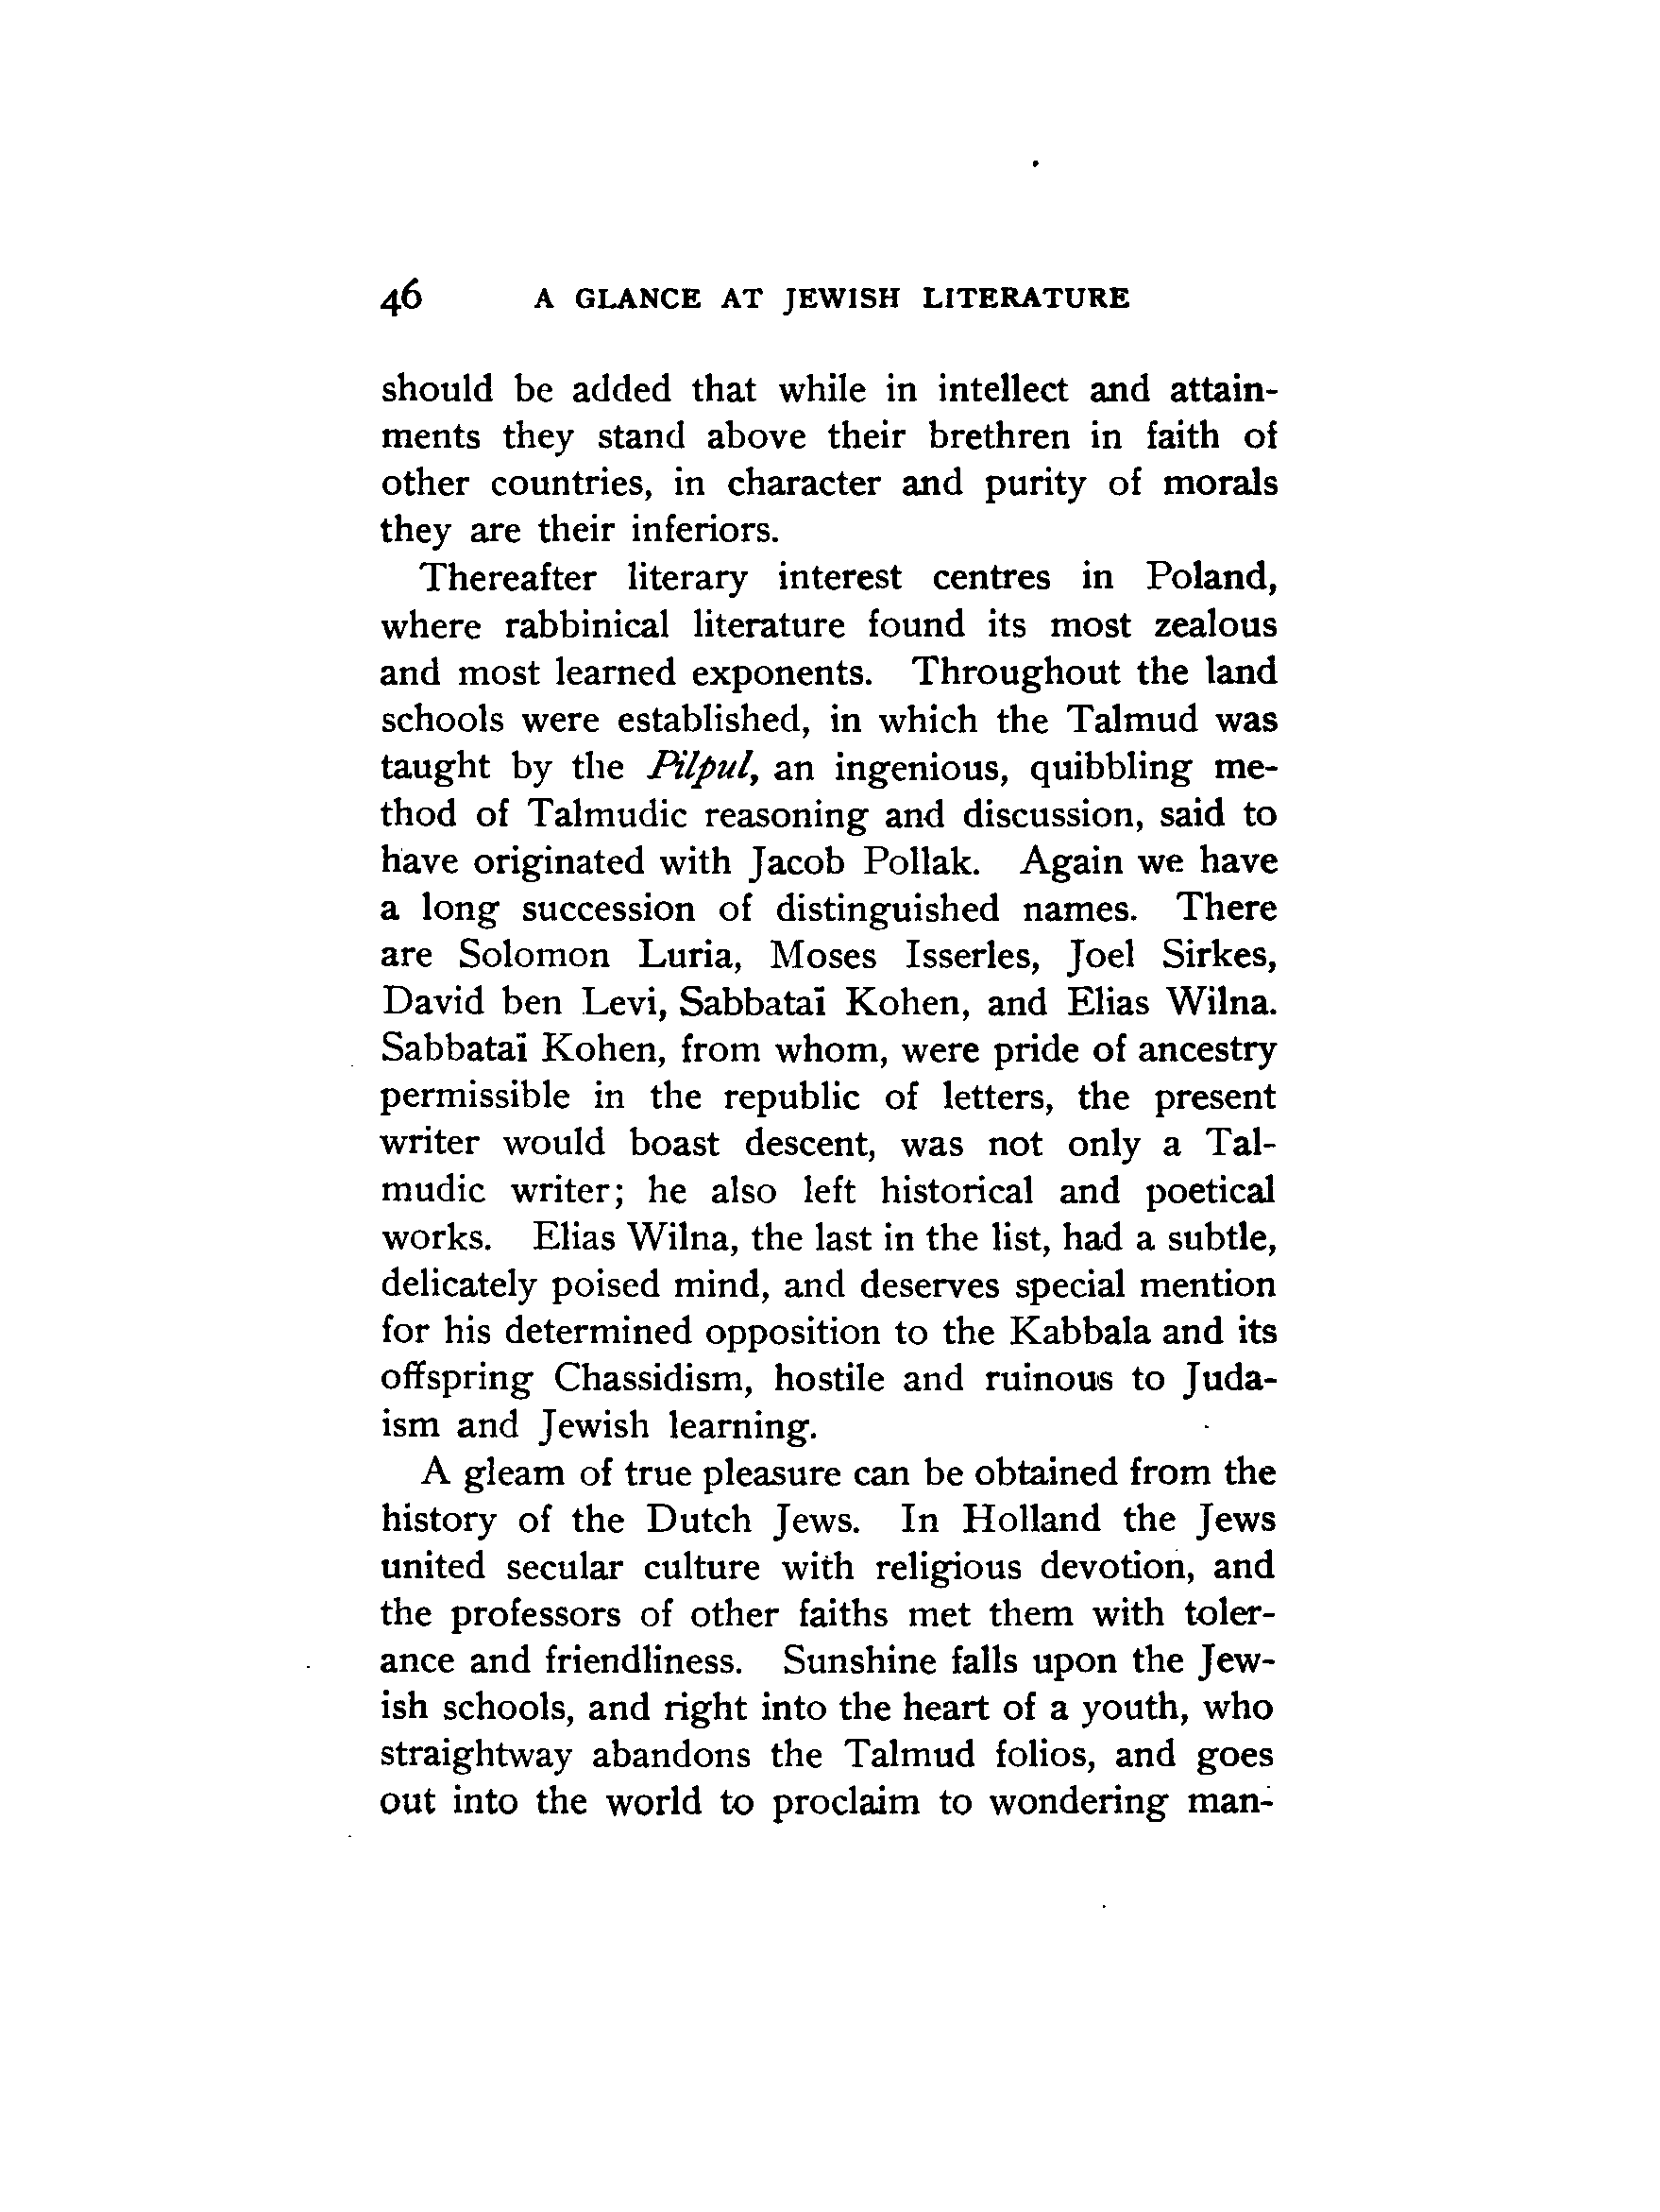 46 A GLANCE AT JEWISH LITERATURE
should be added that while in intellect and attain-
ments they stand above their brethren in faith of
other countries, in character and purity of morals
they are their inferiors.
Thereafter literary interest centres in Poland,
where rabbinical literature found its most zealous
and most learned exponents. Throughout the land
schools were established, in which the Talmud was
taught by the Pilpul, an ingenious, quibbling me-
thod of Talmudic reasoning and discussion, said to
have originated with Jacob Pollak. Again we have
a long succession of distinguished names. There
are Solomon Luria, Moses Isserles, Joel Sirkes,
David ben Levi, Sabbataï Kohen, and Elias Wilna.
Sabbataï Kohen, from whom, were pride of ancestry
permissible in the republic of letters, the present
writer would boast descent, was not only a Tal-
mudic writer; he also left historical and poetical
works. Elias Wilna, the last in the list, had a subtle,
delicately poised mind, and deserves special mention
for his determined opposition to the Kabbala and its
offspring Chassidism, hostile and ruinous to Juda-
ism and Jewish learning.
A gleam of true pleasure can be obtained from the
history of the Dutch Jews. In Holland the Jews
united secular culture with religious devotion, and
the professors of other faiths met them with toler-
ance and friendliness. Sunshine falls upon the Jew-
ish schools, and right into the heart of a youth, who
straightway abandons the Talmud folios, and goes
out into the world to proclaim to wondering man-